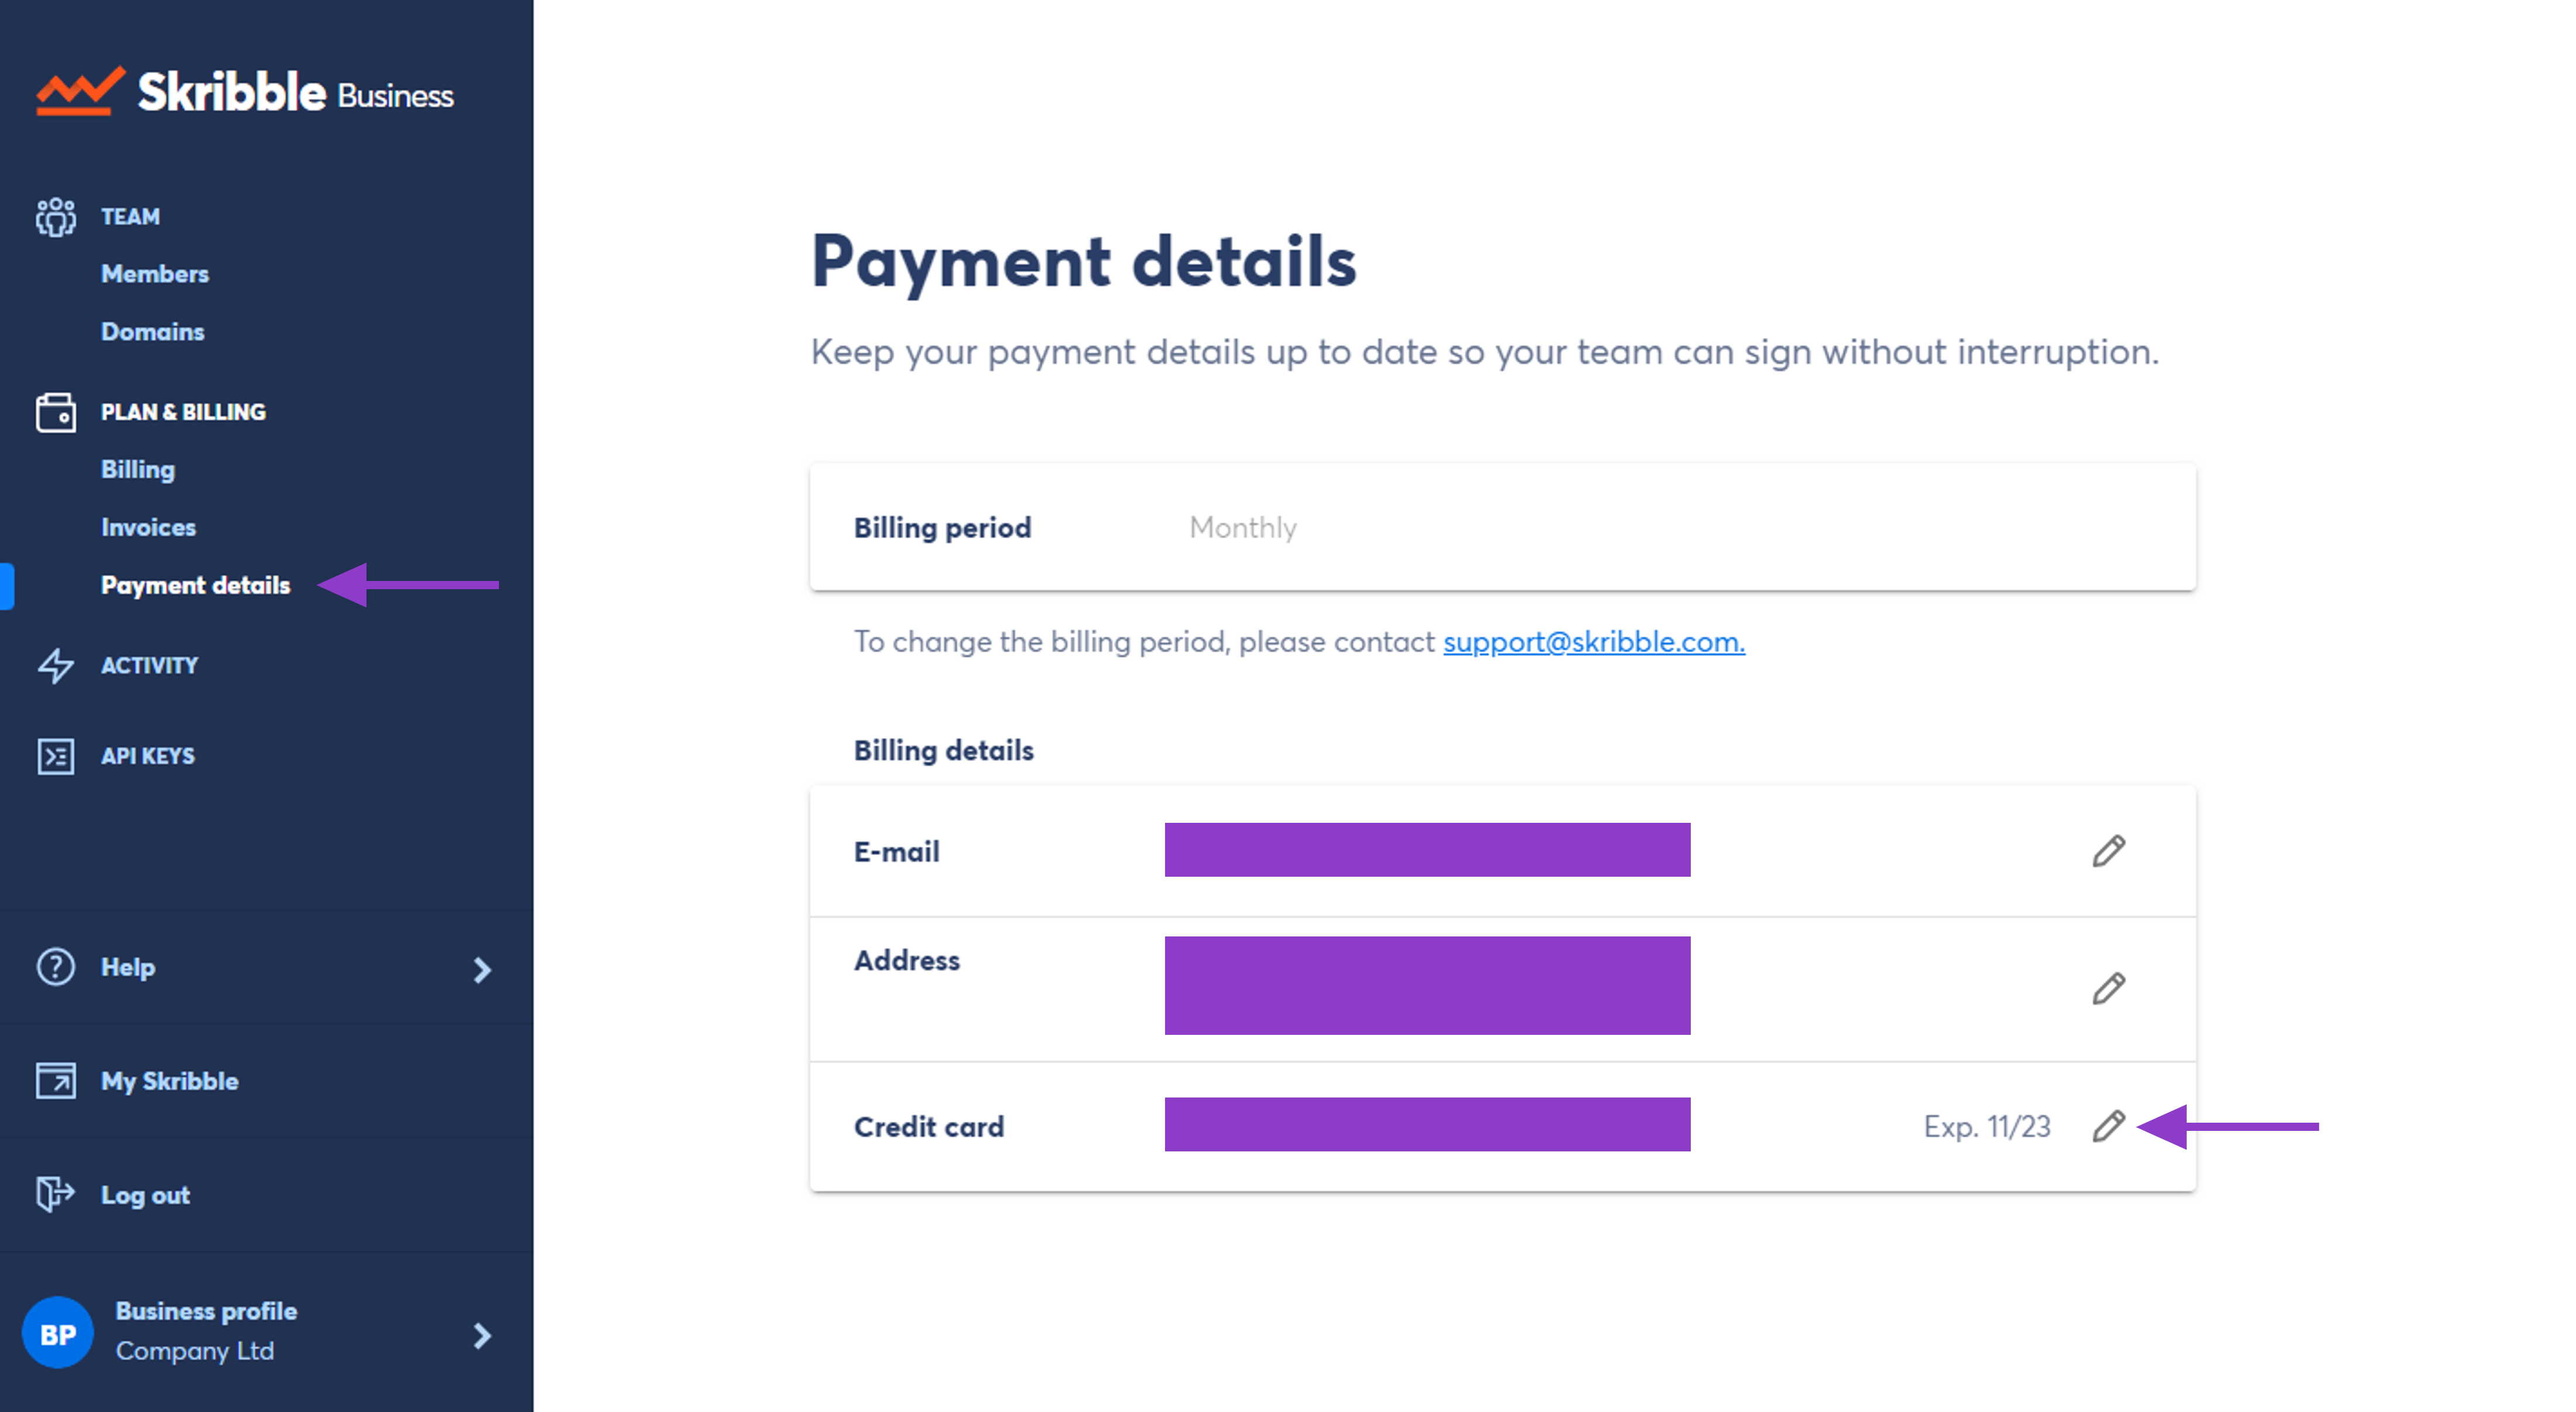 Skribble Business
TEAM
Members
Domains
PLAN & BILLING
Billing
Invoices
Payment details
ACTIVITY
API KEYS
Help
My Skribble
Log out
BP
Business profile
Company Ltd
Payment details
Keep your payment details up to date so your team can sign without interruption.
Billing period Monthly
To change the billing period, please contact support@skribble.com.
Billing details
E-mail
Address
Credit card Exp. 11/23